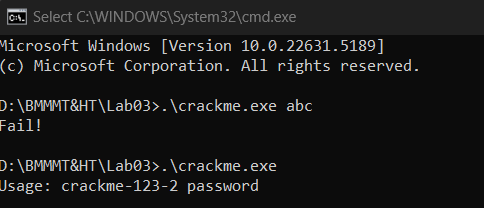 Select C:\WINDOWS\System32\cmd.exe
Microsoft Windows [Version 10.0.22631.5189]
(c) Microsoft Corporation. All rights reserved.
D:\BMMMT&HT\Lab03>.\crackme.exe abc
Fail!
D:\BMMMT&HT\Lab03>.\crackme.exe
Usage: crackme-123-2 password